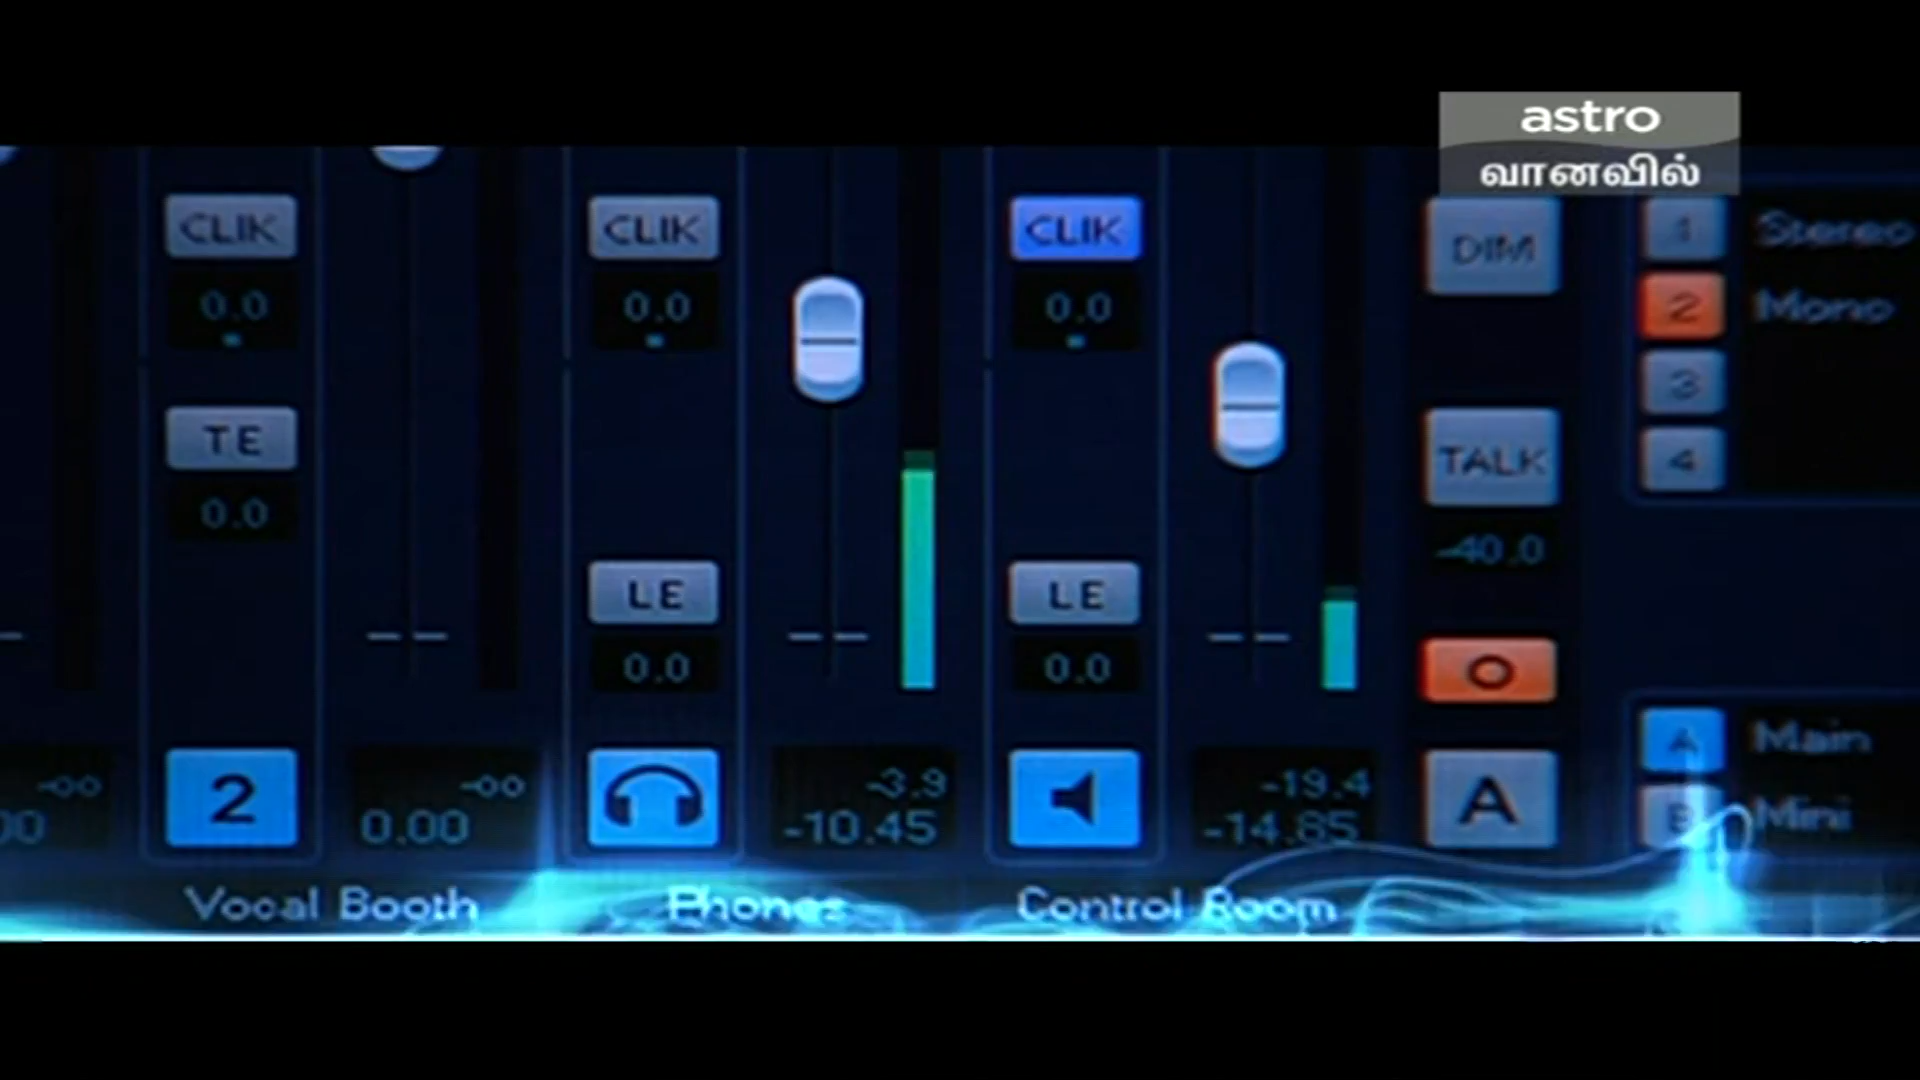 astro
வானவில்
CLIK CLIK CLIK DIM 1 Stereo
0.0 0.0 0.0 2 Mono
3
TE TALK 4
0.0 -40.0
LE LE
0.0 0.0 O
A Main
-oo 2 -oo -3.9 -19.4 A B Mini
00 0.00 -10.45 -14.85
Vocal Booth Phones Control Room